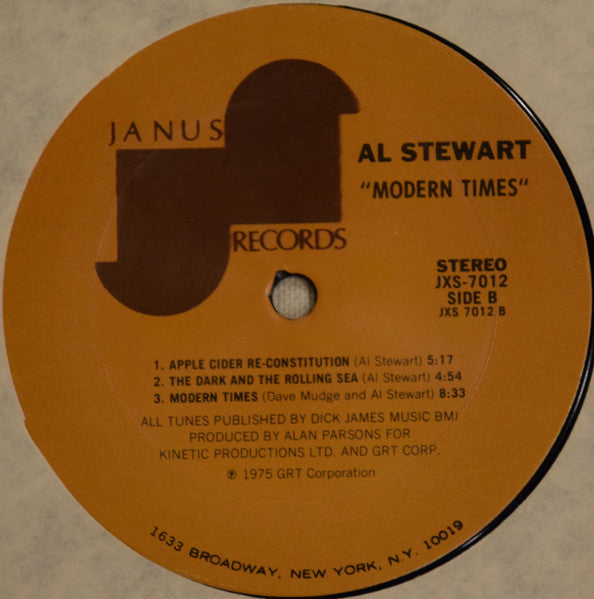 JANUS
RECORDS
AL STEWART
"MODERN TIMES"
STEREO
JXS-7012
SIDE B
JXS 7012 B
1. APPLE CIDER RE-CONSTITUTION (Al Stewart) 5:17
2. THE DARK AND THE ROLLING SEA (Al Stewart) 4:54
3. MODERN TIMES (Dave Mudge and Al Stewart) 8:33
ALL TUNES PUBLISHED BY DICK JAMES MUSIC BMI
PRODUCED BY ALAN PARSONS FOR
KINETIC PRODUCTIONS LTD. AND GRT CORP.
℗ 1975 GRT Corporation
1633 BROADWAY, NEW YORK, N.Y. 10019